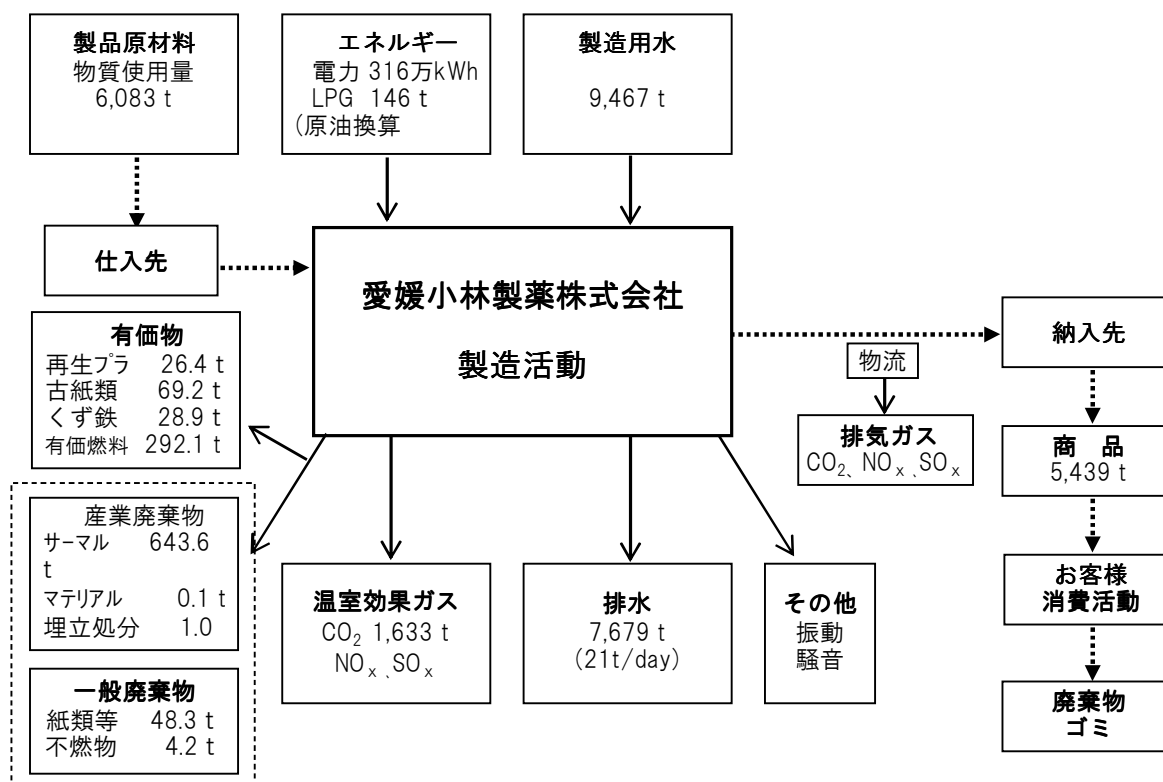 製品原材料
物質使用量
6,083 t
エネルギー
電力 316万kWh
LPG 146 t
(原油換算
製造用水
9,467 t
仕入先
愛媛小林製薬株式会社
製造活動
物流
排気ガス
CO₂、NOₓ、SOₓ
納入先
商 品
5,439 t
お客様
消費活動
廃棄物
ゴミ
有価物
再生プラ 26.4 t
古紙類 69.2 t
くず鉄 28.9 t
有価燃料 292.1 t
産業廃棄物
サーマル 643.6
t
マテリアル 0.1 t
埋立処分 1.0
一般廃棄物
紙類等 48.3 t
不燃物 4.2 t
温室効果ガス
CO₂ 1,633 t
NOₓ、SOₓ
排水
7,679 t
(21t/day)
その他
振動
騒音